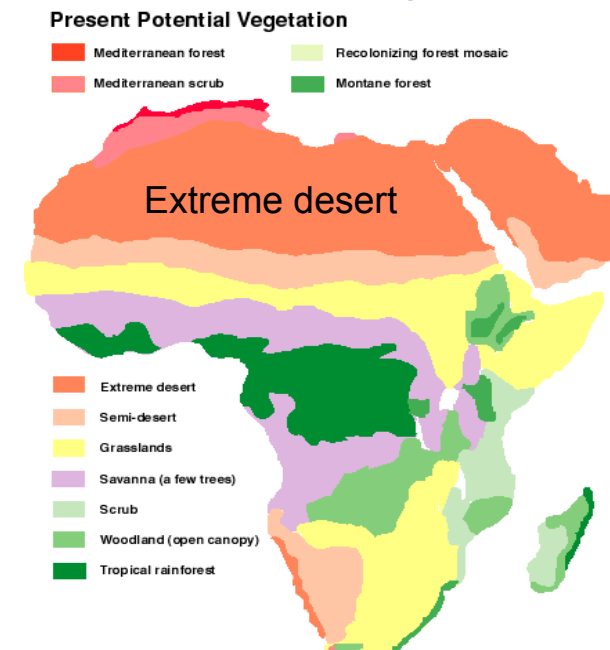 Present Potential Vegetation
Mediterranean forest
Recolonizing forest mosaic
Mediterranean scrub
Montane forest
Extreme desert
Extreme desert
Semi-desert
Grasslands
Savanna (a few trees)
Scrub
Woodland (open canopy)
Tropical rainforest